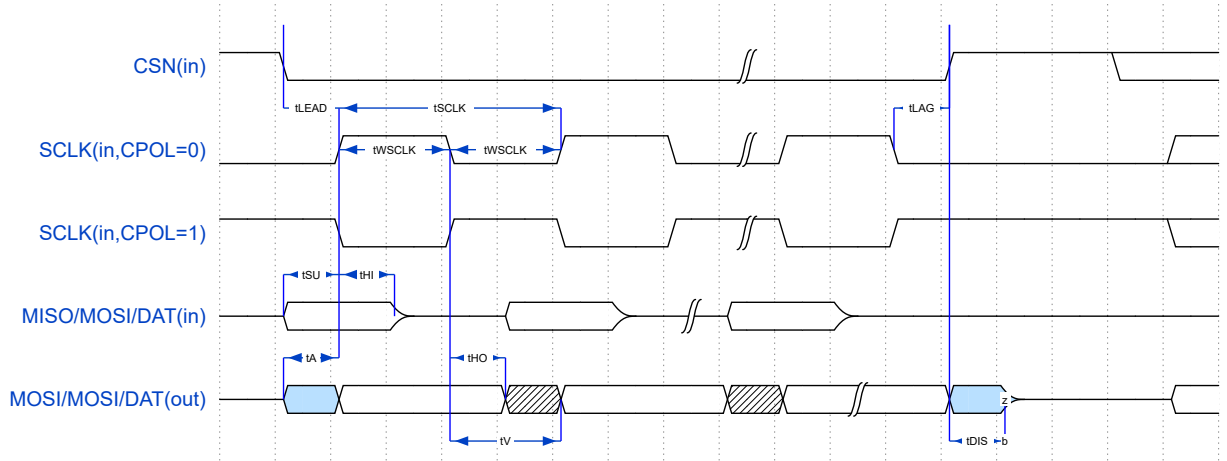 CSN(in)
tLEAD tSCLK tLAG
SCLK(in,CPOL=0) tWSCLK tWSCLK
SCLK(in,CPOL=1)
tSU tHI
MISO/MOSI/DAT(in)
tA tHO
MOSI/MOSI/DAT(out) z
tV tDIS b